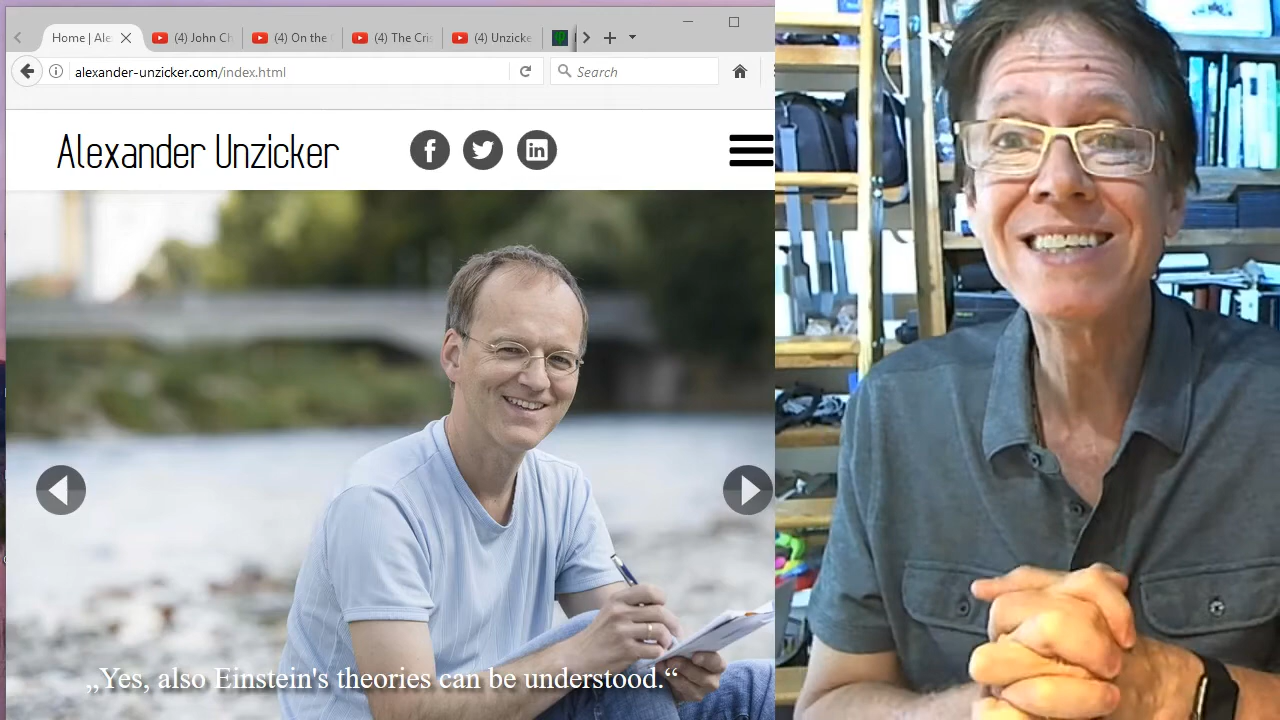 Home | Ale
(4) John Ch
(4) On the
(4) The Cris
(4) Unzicke
alexander-unzicker.com/index.html
Search
Alexander Unzicker
„Yes, also Einstein's theories can be understood.“